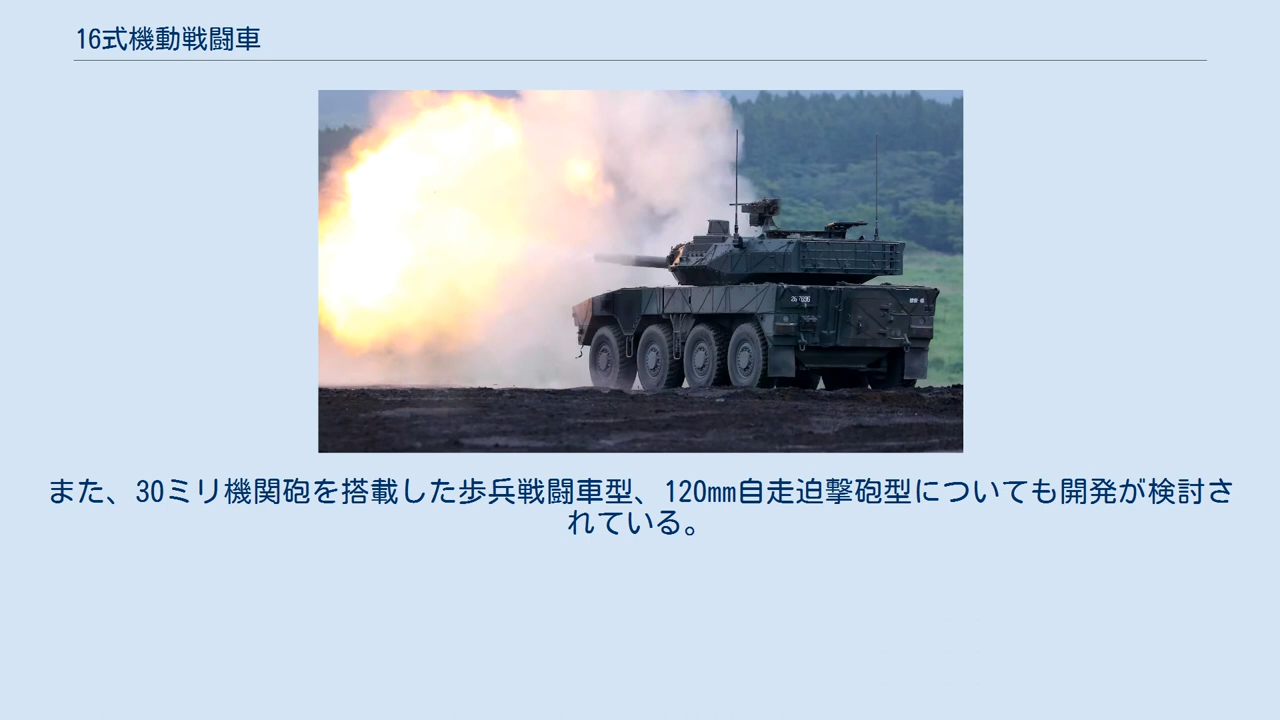 16式機動戦闘車
26 7696
また、30ミリ機関砲を搭載した歩兵戦闘車型、120mm自走迫撃砲型についても開発が検討さ
れている。